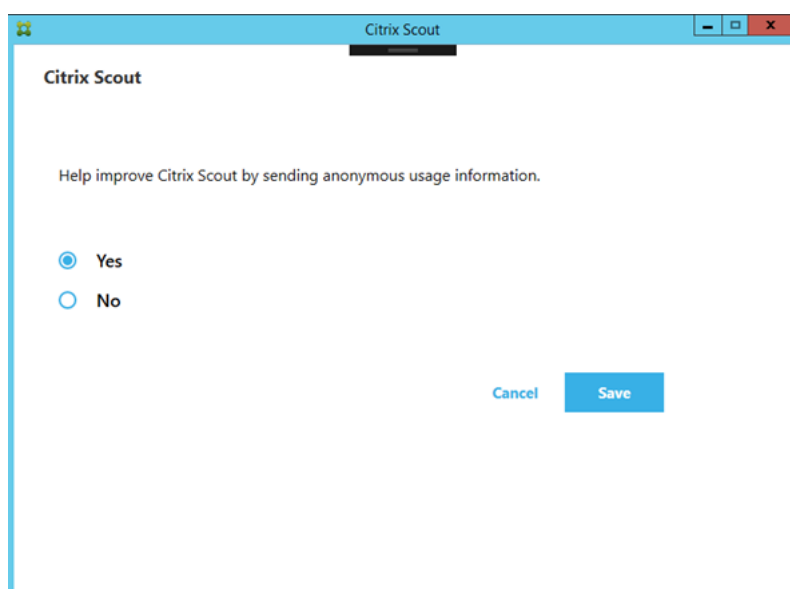 Citrix Scout
Citrix Scout
Help improve Citrix Scout by sending anonymous usage information.
Yes
No
Cancel Save